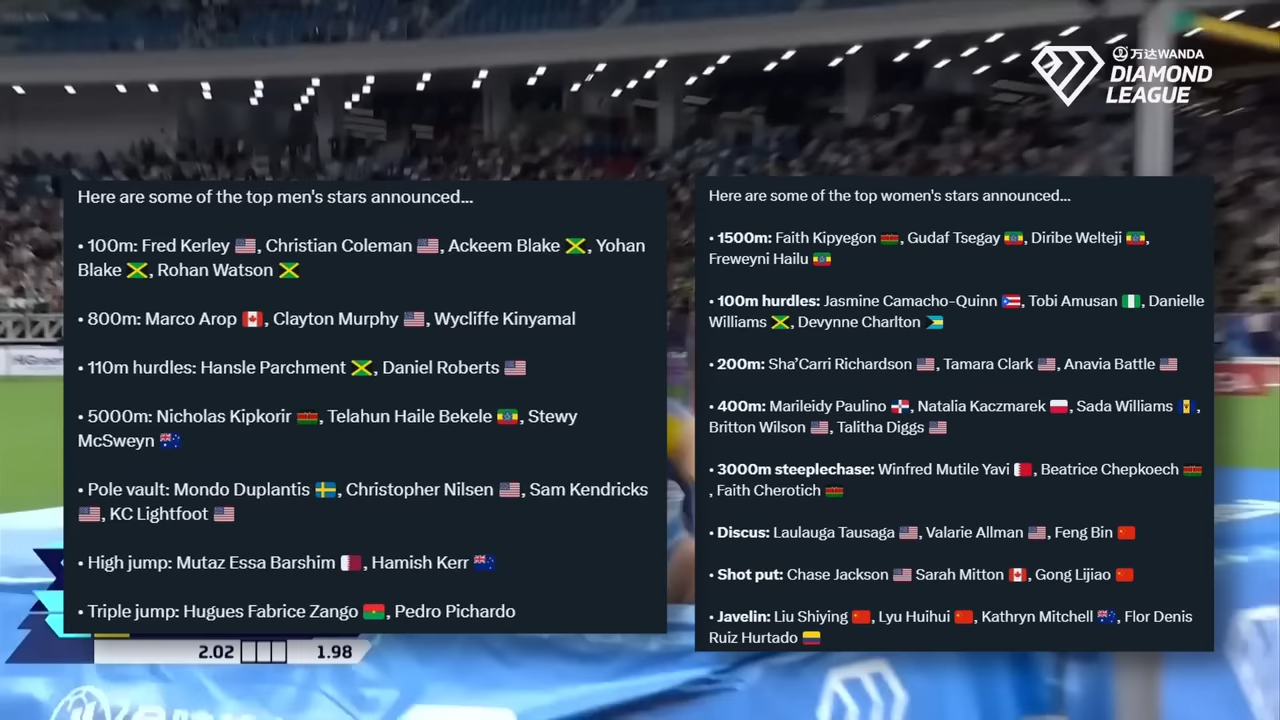 万达WANDA
DIAMOND
LEAGUE
Here are some of the top men's stars announced...
• 100m: Fred Kerley 🇺🇸, Christian Coleman 🇺🇸, Ackeem Blake 🇯🇲, Yohan
Blake 🇯🇲, Rohan Watson 🇯🇲
• 800m: Marco Arop 🇨🇦, Clayton Murphy 🇺🇸, Wycliffe Kinyamal
• 110m hurdles: Hansle Parchment 🇯🇲, Daniel Roberts 🇺🇸
• 5000m: Nicholas Kipkorir 🇰🇪, Telahun Haile Bekele 🇪🇹, Stewy
McSweyn 🇦🇺
• Pole vault: Mondo Duplantis 🇸🇪, Christopher Nilsen 🇺🇸, Sam Kendricks
🇺🇸, KC Lightfoot 🇺🇸
• High jump: Mutaz Essa Barshim 🇶🇦, Hamish Kerr 🇳🇿
• Triple jump: Hugues Fabrice Zango 🇧🇫, Pedro Pichardo
Here are some of the top women's stars announced...
• 1500m: Faith Kipyegon 🇰🇪, Gudaf Tsegay 🇪🇹, Diribe Welteji 🇪🇹,
Freweyni Hailu 🇪🇹
• 100m hurdles: Jasmine Camacho-Quinn 🇵🇷, Tobi Amusan 🇳🇬, Danielle
Williams 🇯🇲, Devynne Charlton 🇧🇸
• 200m: Sha’Carri Richardson 🇺🇸, Tamara Clark 🇺🇸, Anavia Battle 🇺🇸
• 400m: Marileidy Paulino 🇩🇴, Natalia Kaczmarek 🇵🇱, Sada Williams 🇧🇧,
Britton Wilson 🇺🇸, Talitha Diggs 🇺🇸
• 3000m steeplechase: Winfred Mutile Yavi 🇧🇭, Beatrice Chepkoech 🇰🇪
, Faith Cherotich 🇰🇪
• Discus: Laulauga Tausaga 🇺🇸, Valarie Allman 🇺🇸, Feng Bin 🇨🇳
• Shot put: Chase Jackson 🇺🇸 Sarah Mitton 🇨🇦, Gong Lijiao 🇨🇳
• Javelin: Liu Shiying 🇨🇳, Lyu Huihui 🇨🇳, Kathryn Mitchell 🇦🇺, Flor Denis
Ruiz Hurtado 🇨🇴
2.02 1.98